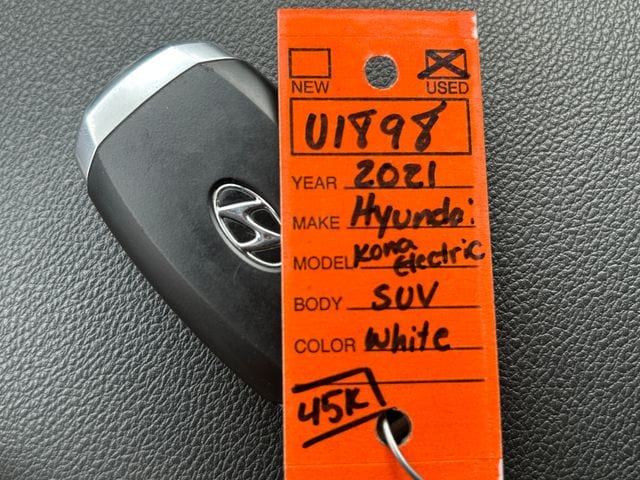 NEW USED
U1898
YEAR 2021
MAKE Hyundai
MODEL Kona Electric
BODY SUV
COLOR White
45K